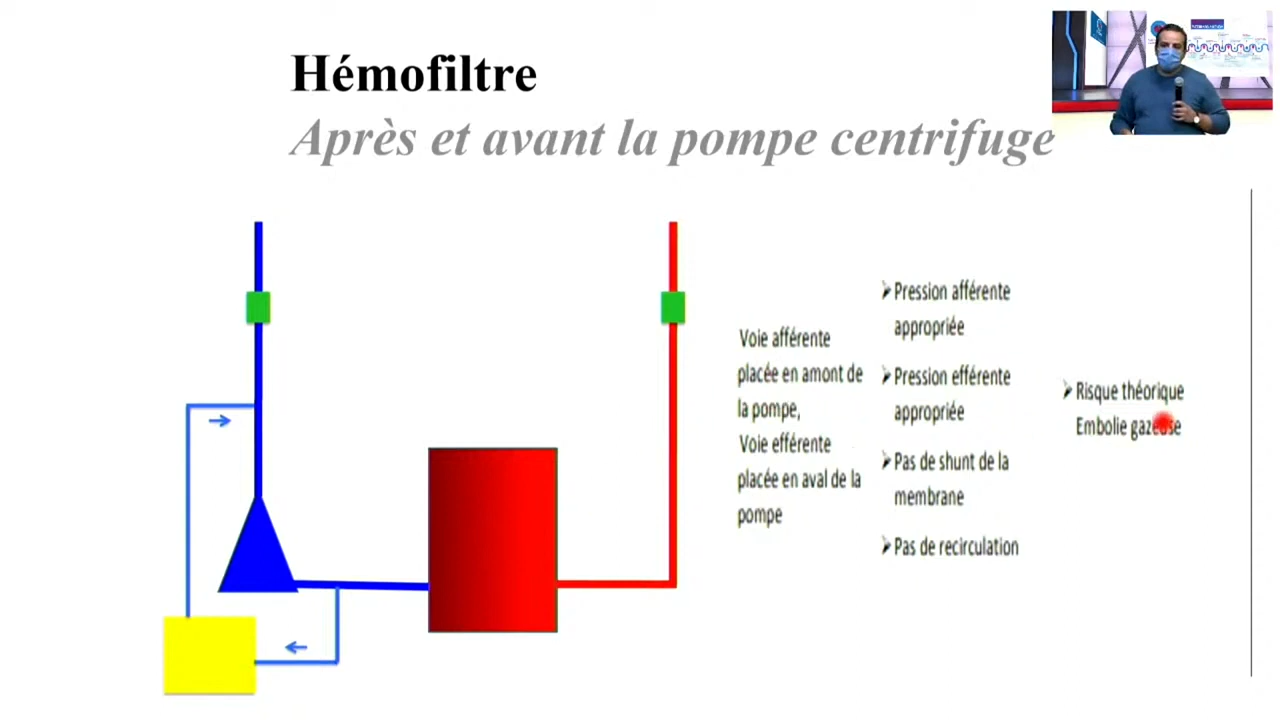 Hémofiltre
Après et avant la pompe centrifuge
Voie afférente
placée en amont de
la pompe,
Voie efférente
placée en aval de la
pompe
➢ Pression afférente
appropriée
➢ Pression efférente
appropriée
➢ Pas de shunt de la
membrane
➢ Pas de recirculation
➢ Risque théorique
Embolie gazeuse